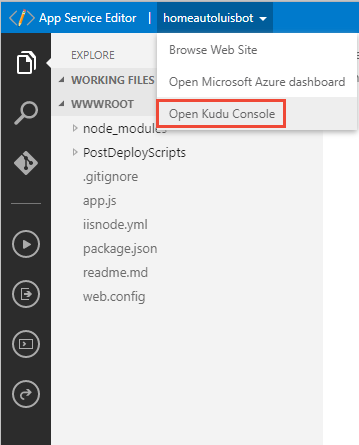 App Service Editor
homeautoluisbot
Browse Web Site
Open Microsoft Azure dashboard
Open Kudu Console
EXPLORE
WORKING FILES
WWWROOT
node_modules
PostDeployScripts
.gitignore
app.js
iisnode.yml
package.json
readme.md
web.config